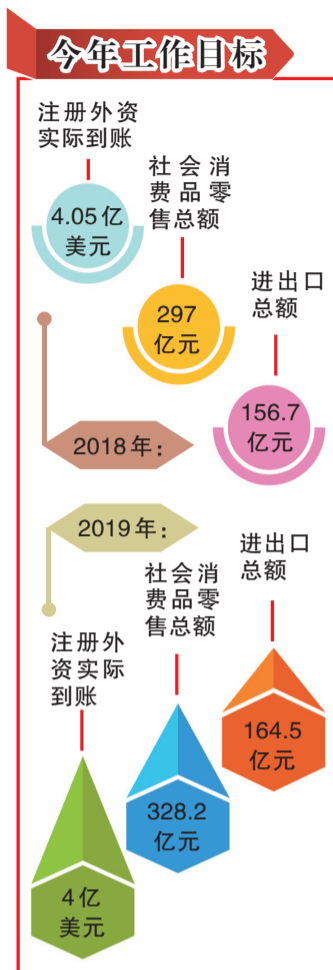 今年工作目标
注册外资
实际到账
4.05亿
美元
社会消
费品零
售总额
297
亿元
进出口
总额
156.7
亿元
2018年：
2019年：
注册外
资实际
到账
4亿
美元
社会消
费品零
售总额
328.2
亿元
进出口
总额
164.5
亿元